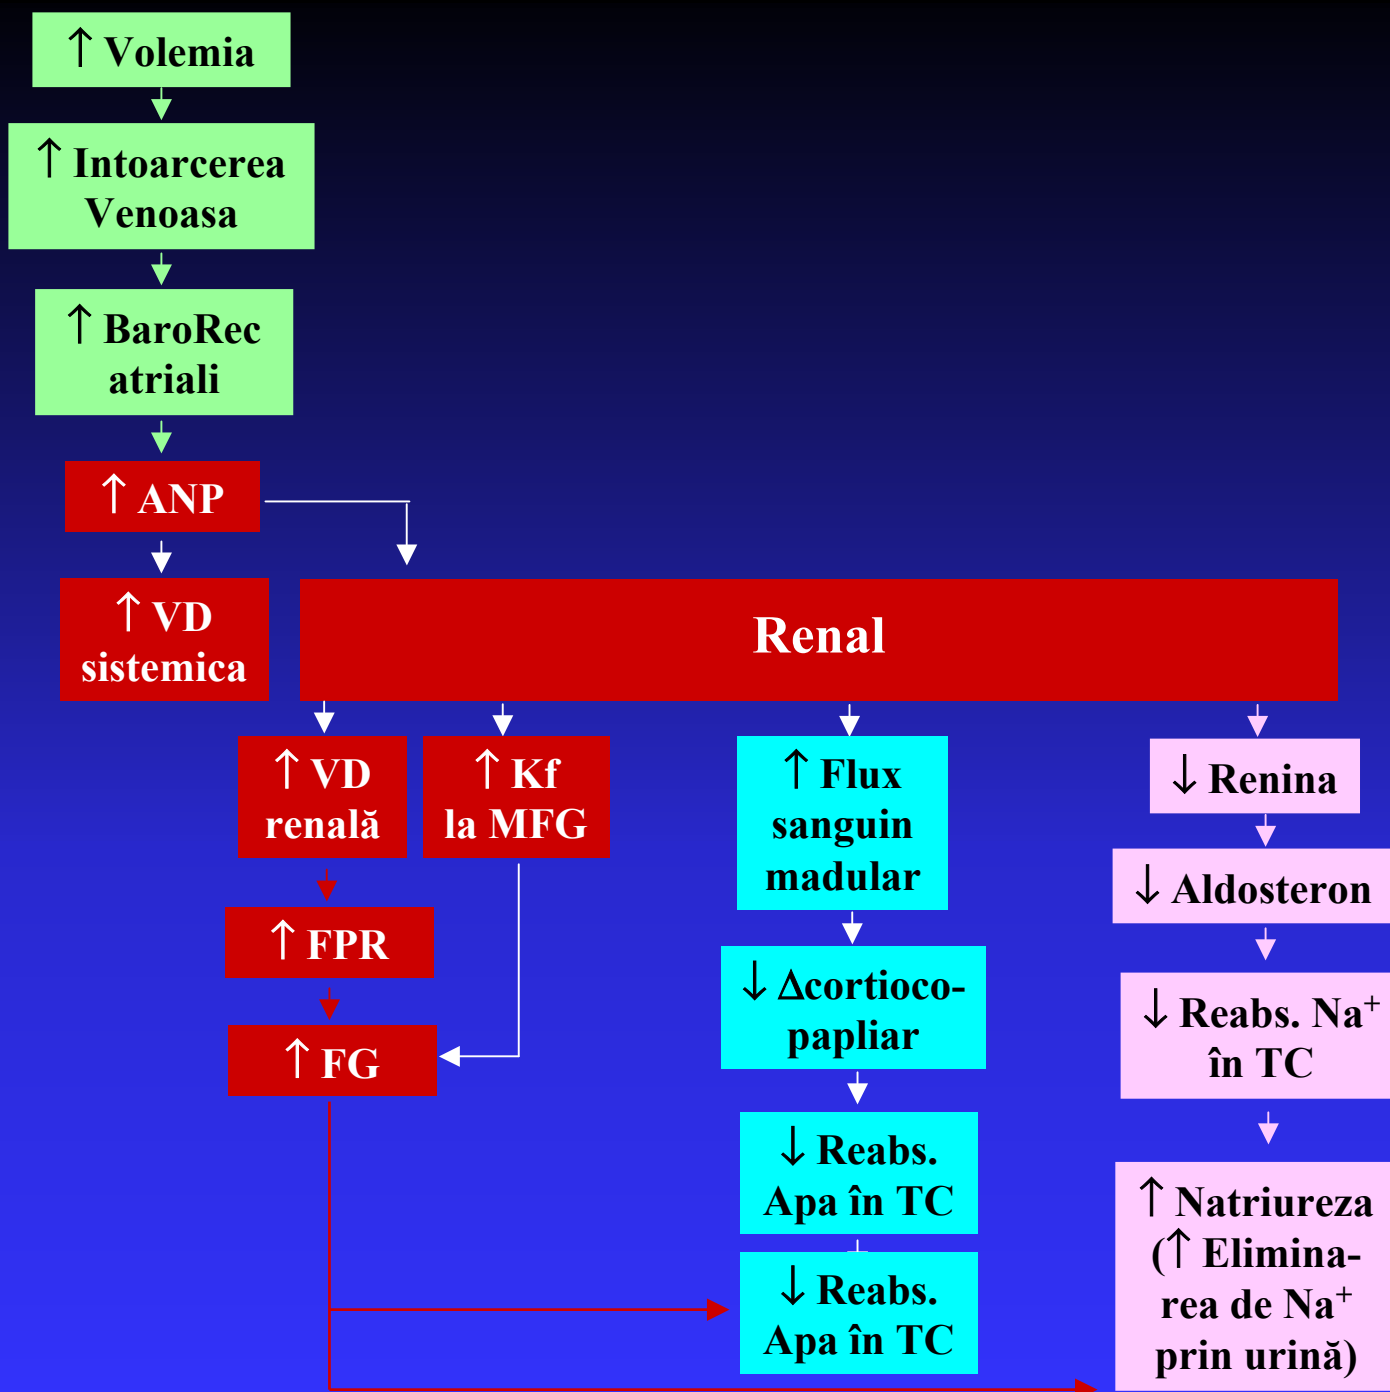 ↑ Volemia
↑ Intoarcerea
Venoasa
↑ BaroRec
atriali
↑ ANP
↑ VD
sistemica
Renal
↑ VD
renală
↑ FPR
↑ FG
↑ Kf
la MFG
↑ Flux
sanguin
madular
↓ Δcortioco-
papliar
↓ Reabs.
Apa în TC
↓ Reabs.
Apa în TC
↓ Renina
↓ Aldosteron
↓ Reabs. Na⁺
în TC
↑ Natriureza
(↑ Elimina-
rea de Na⁺
prin urină)